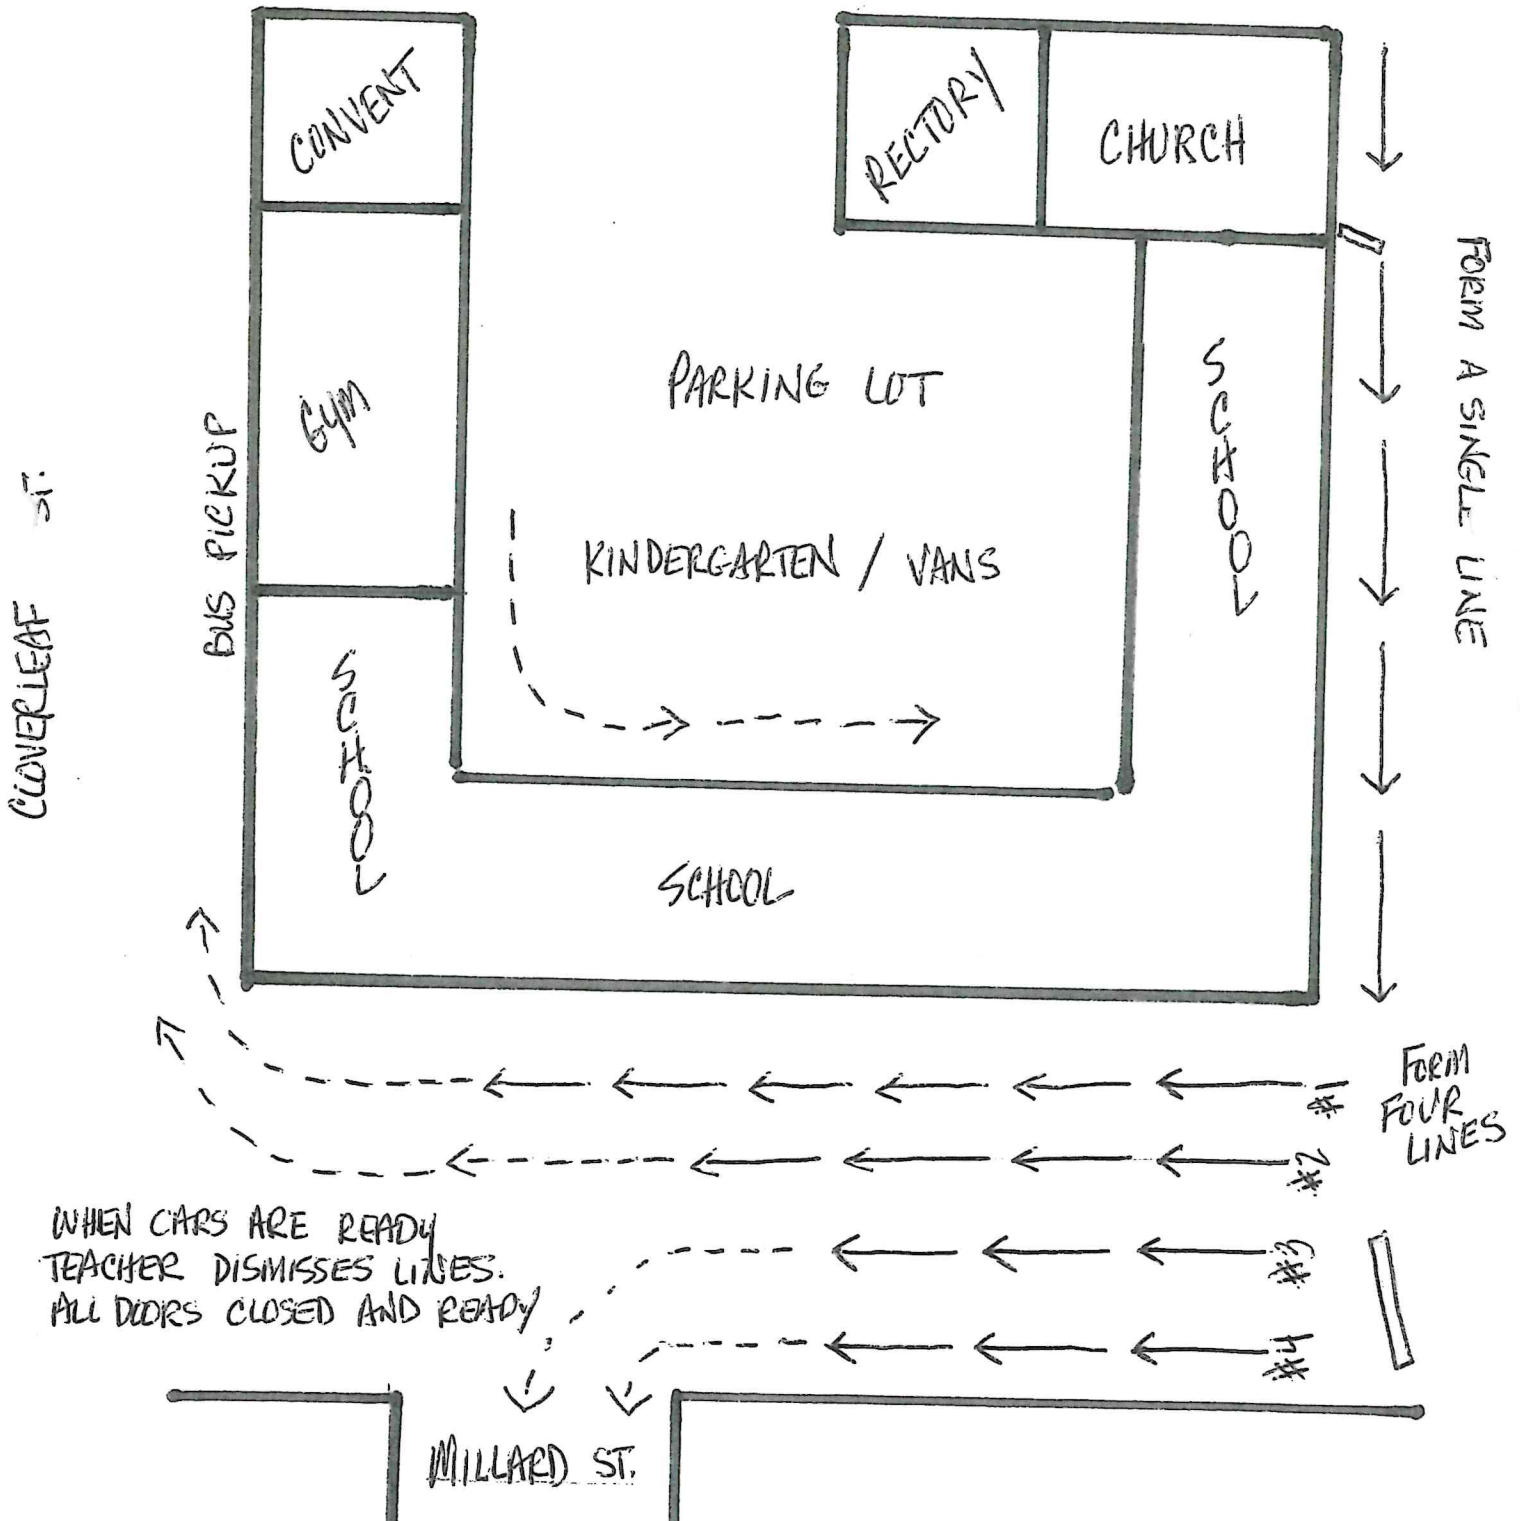 CONVENT
RECTORY
CHURCH
FORM A SINGLE LINE
PARKING LOT
SCHOOL
GYM
BUS PICKUP
CLOVERLEAF ST.
KINDERGARTEN / VANS
SCHOOL
SCHOOL
FORM
FOUR
LINES
#1
#2
#3
#4
WHEN CARS ARE READY
TEACHER DISMISSES LINES.
ALL DOORS CLOSED AND READY
MILLARD ST.